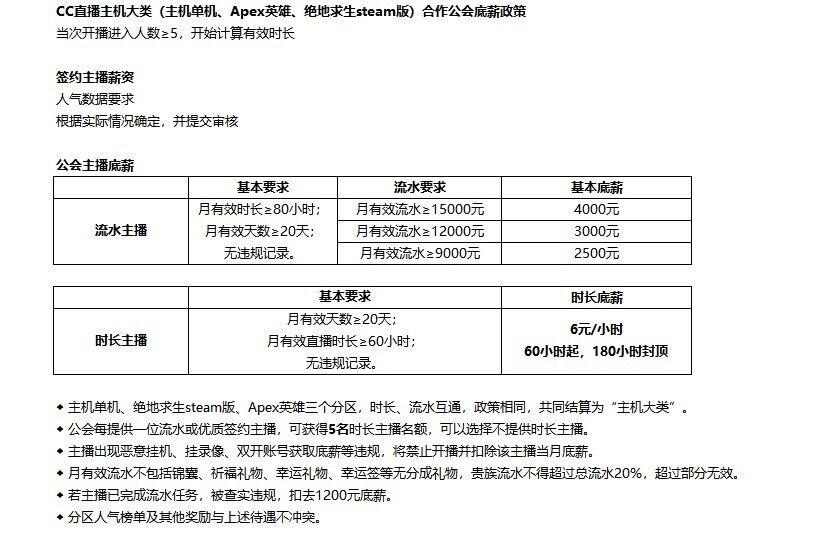 CC直播主机大类（主机单机、Apex英雄、绝地求生steam版）合作公会底薪政策
当次开播进入人数≥5，开始计算有效时长
签约主播薪资
人气数据要求
根据实际情况确定，并提交审核
公会主播底薪
基本要求 流水要求 基本底薪
流水主播
月有效时长≥80小时；
月有效天数≥20天；
无违规记录。
月有效流水≥15000元 4000元
月有效流水≥12000元 3000元
月有效流水≥9000元 2500元
基本要求 时长底薪
时长主播
月有效天数≥20天；
月有效直播时长≥60小时；
无违规记录。
6元/小时
60小时起，180小时封顶
◆ 主机单机、绝地求生steam版、Apex英雄三个分区，时长、流水互通，政策相同，共同结算为“主机大类”。
◆ 公会每提供一位流水或优质签约主播，可获得5名时长主播名额，可以选择不提供时长主播。
◆ 主播出现恶意挂机、挂录像、双开账号获取底薪等违规，将禁止开播并扣除该主播当月底薪。
◆ 月有效流水不包括锦囊、祈福礼物、幸运礼物、幸运签等无分成礼物，贵族流水不得超过总流水20%，超过部分无效。
◆ 若主播已完成流水任务，被查实违规，扣去1200元底薪。
◆ 分区人气榜单及其他奖励与上述待遇不冲突。